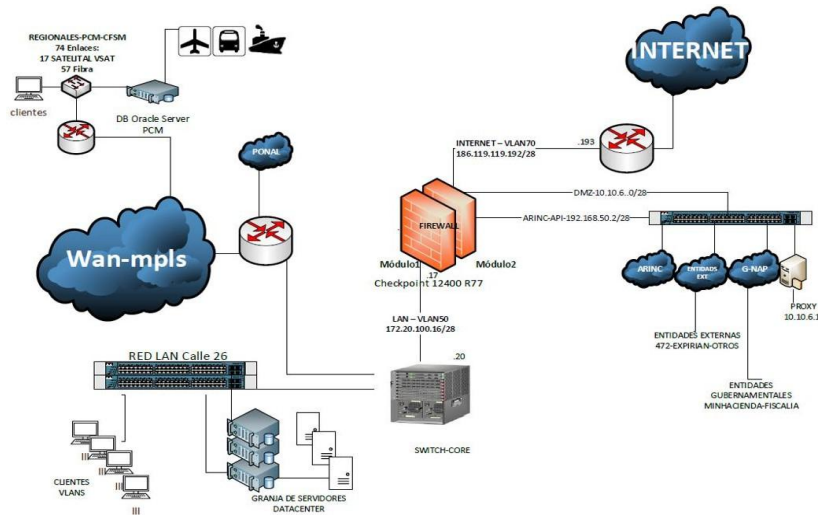 REGIONALES-PCM-CFSM
74 Enlaces:
17 SATELITAL VSAT
57 Fibra
clientes
DB Oracle Server
PCM
PONAL
Wan-mpls
INTERNET
INTERNET – VLAN70
186.119.119.192/28
.193
DMZ-10.10.6..0/28
ARINC-API-192.168.50.2/28
FIREWALL
Módulo1
Módulo2
.17
Checkpoint 12400 R77
LAN – VLAN50
172.20.100.16/28
.20
SWITCH-CORE
ARINC
ENTIDADS
EXT.
G-NAP
PROXY
10.10.6.1
ENTIDADES EXTERNAS
472-EXPIRIAN-OTROS
ENTIDADES
GUBERNAMENTALES
MINHACIENDA-FISCALIA
RED LAN Calle 26
CLIENTES
VLANS
GRANJA DE SERVIDORES
DATACENTER